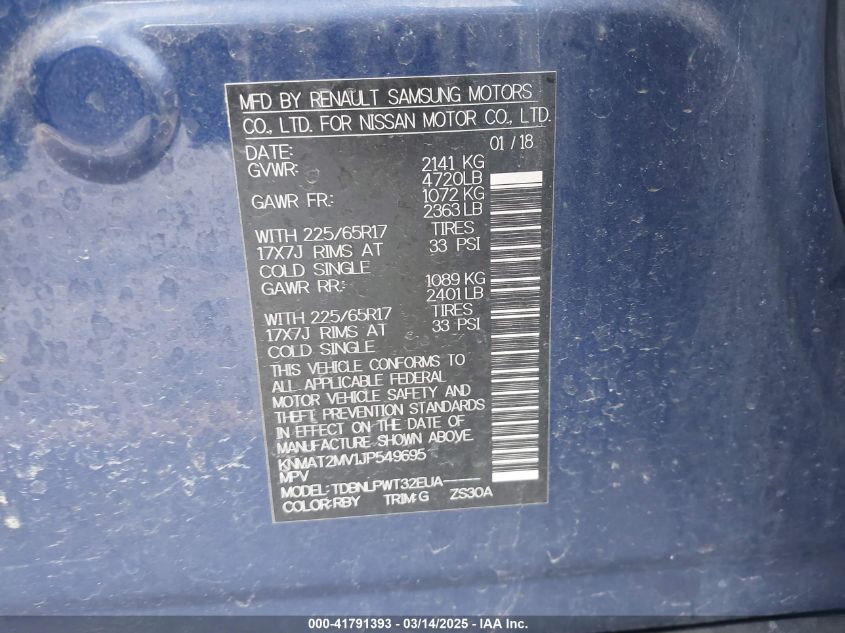 MFD BY RENAULT SAMSUNG MOTORS
CO., LTD. FOR NISSAN MOTOR CO., LTD.
DATE: 01 / 18
GVWR: 2141 KG
4720LB
GAWR FR: 1072 KG
2363 LB
WITH 225/65R17 TIRES
17X7J RIMS AT 33 PSI
COLD SINGLE
GAWR RR: 1089 KG
2401 LB
WITH 225/65R17 TIRES
17X7J RIMS AT 33 PSI
COLD SINGLE
THIS VEHICLE CONFORMS TO
ALL APPLICABLE FEDERAL
MOTOR VEHICLE SAFETY AND
THEFT PREVENTION STANDARDS
IN EFFECT ON THE DATE OF
MANUFACTURE SHOWN ABOVE.
KNMAT2MV1JP549695
MPV
MODEL: TDBNLPWT32EUA-----
COLOR:RBY TRIM:G ZS30A
000-41791393 - 03/14/2025 - IAA Inc.